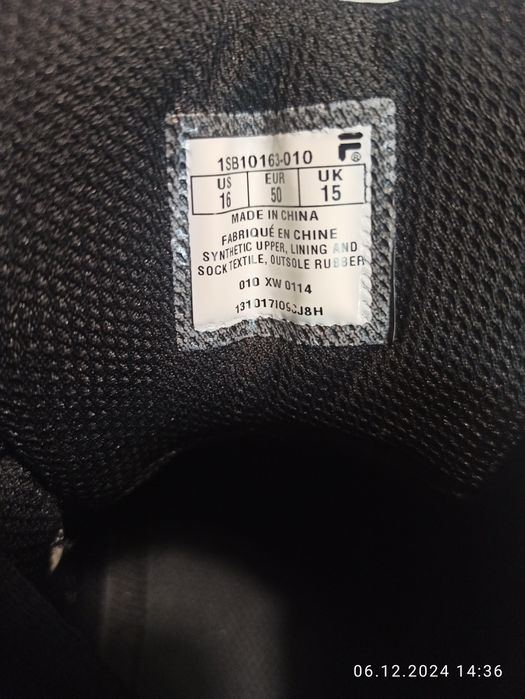 1SB10163-010
US EUR UK
16 50 15
MADE IN CHINA
FABRIQUÉ EN CHINE
SYNTHETIC UPPER, LINING AND
SOCK TEXTILE, OUTSOLE RUBBER
010 XW 0114
06.12.2024 14:36